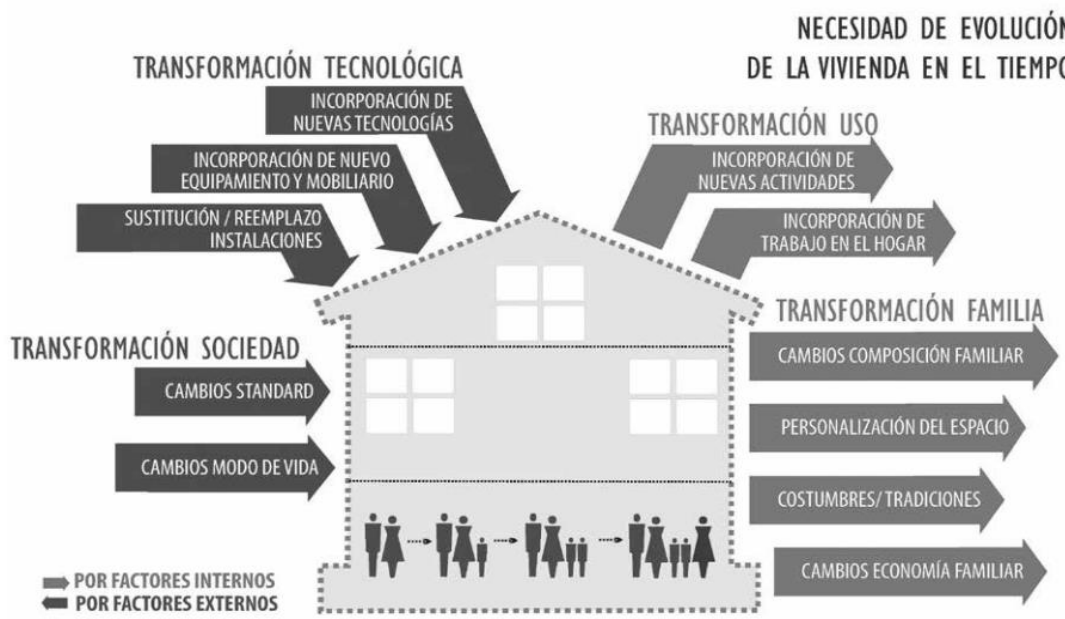 NECESIDAD DE EVOLUCIÓN
DE LA VIVIENDA EN EL TIEMPO
TRANSFORMACIÓN TECNOLÓGICA
INCORPORACIÓN DE
NUEVAS TECNOLOGÍAS
INCORPORACIÓN DE NUEVO
EQUIPAMIENTO Y MOBILIARIO
SUSTITUCIÓN / REEMPLAZO
INSTALACIONES
TRANSFORMACIÓN USO
INCORPORACIÓN DE
NUEVAS ACTIVIDADES
INCORPORACIÓN DE
TRABAJO EN EL HOGAR
TRANSFORMACIÓN SOCIEDAD
CAMBIOS STANDARD
CAMBIOS MODO DE VIDA
TRANSFORMACIÓN FAMILIA
CAMBIOS COMPOSICIÓN FAMILIAR
PERSONALIZACIÓN DEL ESPACIO
COSTUMBRES/ TRADICIONES
CAMBIOS ECONOMÍA FAMILIAR
POR FACTORES INTERNOS
POR FACTORES EXTERNOS